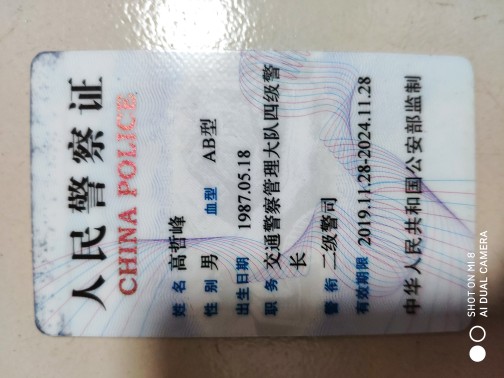 人民警察证
CHINA POLICE
姓 名 高哲峰
性 别 男 血型 AB型
出生日期 1987.05.18
职 务 交通警察管理大队四级警
长
警 衔 二级警司
有效期限 2019.11.28-2024.11.28
中华人民共和国公安部监制
SHOT ON MI 8
AI DUAL CAMERA